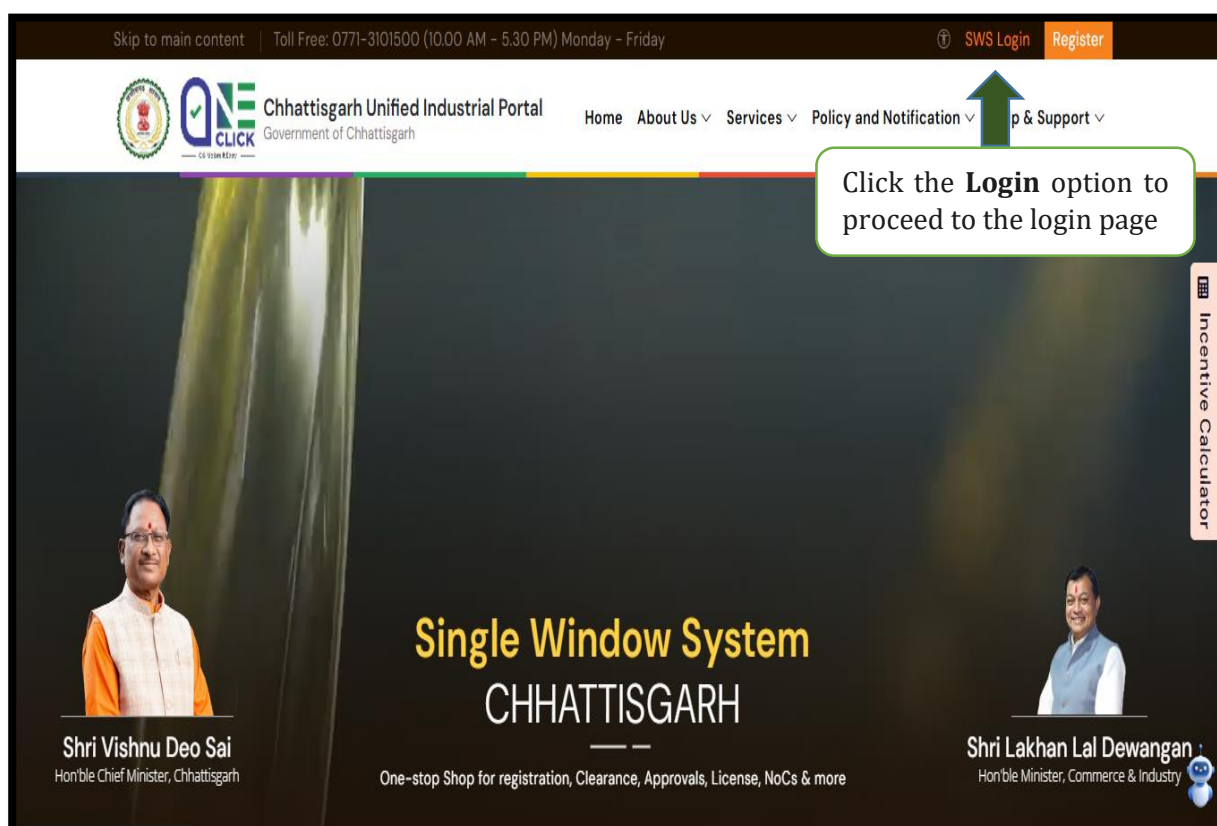 Skip to main content
Toll Free: 0771-3101500 (10.00 AM - 5.30 PM) Monday - Friday
SWS Login
Register
ONE
CLICK
Chhattisgarh Unified Industrial Portal
Government of Chhattisgarh
Home
About Us
Services
Policy and Notification
p & Support
Click the Login option to
proceed to the login page
Incentive Calculator
Single Window System
CHHATTISGARH
One-stop Shop for registration, Clearance, Approvals, License, NoCs & more
Shri Vishnu Deo Sai
Hon'ble Chief Minister, Chhattisgarh
Shri Lakhan Lal Dewangan
Hon'ble Minister, Commerce & Industry